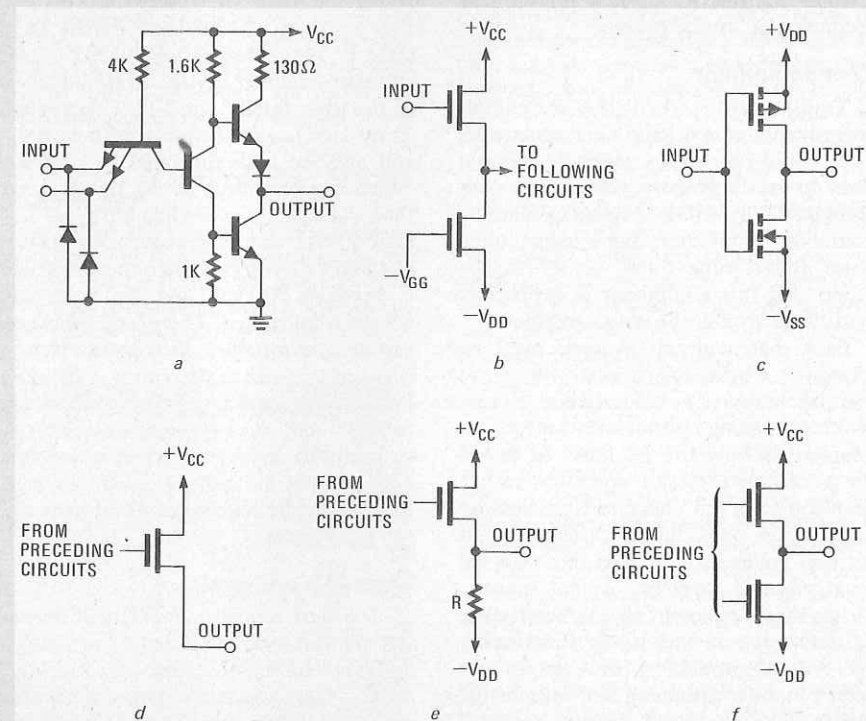 V_CC
4K
1.6K
130Ω
INPUT
OUTPUT
1K
a
+V_CC
INPUT
TO
FOLLOWING
CIRCUITS
−V_GG
−V_DD
b
+V_DD
INPUT
OUTPUT
−V_SS
c
+V_CC
FROM
PRECEDING
CIRCUITS
OUTPUT
d
+V_CC
FROM
PRECEDING
CIRCUITS
OUTPUT
R
−V_DD
e
+V_CC
FROM
PRECEDING
CIRCUITS
OUTPUT
−V_DD
f